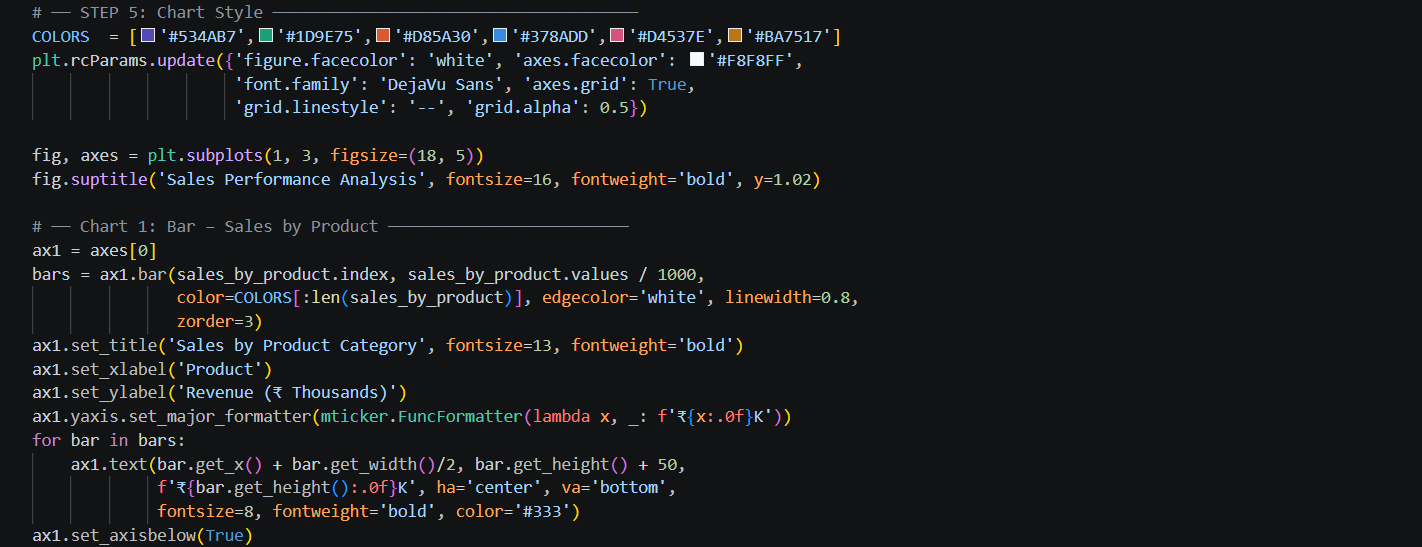 # ── STEP 5: Chart Style ──────────────────────────────────────
COLORS  = ['#534AB7','#1D9E75','#D85A30','#378ADD','#D4537E','#BA7517']
plt.rcParams.update({'figure.facecolor': 'white', 'axes.facecolor': '#F8F8FF',
                     'font.family': 'DejaVu Sans', 'axes.grid': True,
                     'grid.linestyle': '--', 'grid.alpha': 0.5})

fig, axes = plt.subplots(1, 3, figsize=(18, 5))
fig.suptitle('Sales Performance Analysis', fontsize=16, fontweight='bold', y=1.02)

# ── Chart 1: Bar – Sales by Product ─────────────────────────
ax1 = axes[0]
bars = ax1.bar(sales_by_product.index, sales_by_product.values / 1000,
               color=COLORS[:len(sales_by_product)], edgecolor='white', linewidth=0.8,
               zorder=3)
ax1.set_title('Sales by Product Category', fontsize=13, fontweight='bold')
ax1.set_xlabel('Product')
ax1.set_ylabel('Revenue (₹ Thousands)')
ax1.yaxis.set_major_formatter(mticker.FuncFormatter(lambda x, _: f'₹{x:.0f}K'))
for bar in bars:
    ax1.text(bar.get_x() + bar.get_width()/2, bar.get_height() + 50,
             f'₹{bar.get_height():.0f}K', ha='center', va='bottom',
             fontsize=8, fontweight='bold', color='#333')
ax1.set_axisbelow(True)